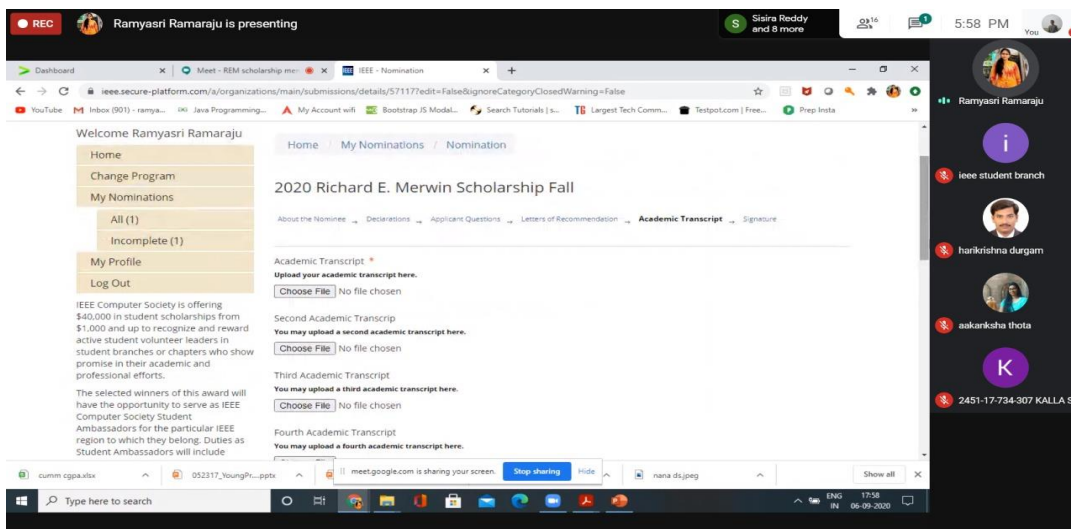 REC
Ramyasri Ramaraju is presenting
S
Sisira Reddy
and 8 more
16
1
5:58 PM
You
Dashboard
Meet - REM scholarship me
IEEE - Nomination
ieee.secure-platform.com/a/organizations/main/submissions/details/57117?edit=False&ignoreCategoryClosedWarning=False
YouTube
Inbox (901) - ramya...
Java Programming...
My Account wifi
Bootstrap JS Modal...
Search Tutorials | s...
Largest Tech Comm...
Testpot.com | Free...
Prep Insta
Welcome Ramyasri Ramaraju
Home
Change Program
My Nominations
All (1)
Incomplete (1)
My Profile
Log Out
IEEE Computer Society is offering
$40,000 in student scholarships from
$1,000 and up to recognize and reward
active student volunteer leaders in
student branches or chapters who show
promise in their academic and
professional efforts.
The selected winners of this award will
have the opportunity to serve as IEEE
Computer Society Student
Ambassadors for the particular IEEE
region to which they belong. Duties as
Student Ambassadors will include
Home / My Nominations / Nomination
2020 Richard E. Merwin Scholarship Fall
About the Nominee
Declarations
Applicant Questions
Letters of Recommendation
Academic Transcript
Signature
Academic Transcript *
Upload your academic transcript here.
Choose File No file chosen
Second Academic Transcrip
You may upload a second academic transcript here.
Choose File No file chosen
Third Academic Transcript
You may upload a third academic transcript here.
Choose File No file chosen
Fourth Academic Transcript
You may upload a fourth academic transcript here.
cumm cgpa.xlsx
052317_YoungPr....pptx
meet.google.com is sharing your screen.
Stop sharing
Hide
nana ds.jpeg
Show all
Type here to search
ENG
IN
17:58
06-09-2020
Ramyasri Ramaraju
i
ieee student branch
harikrishna durgam
aakanksha thota
K
2451-17-734-307 KALLA S